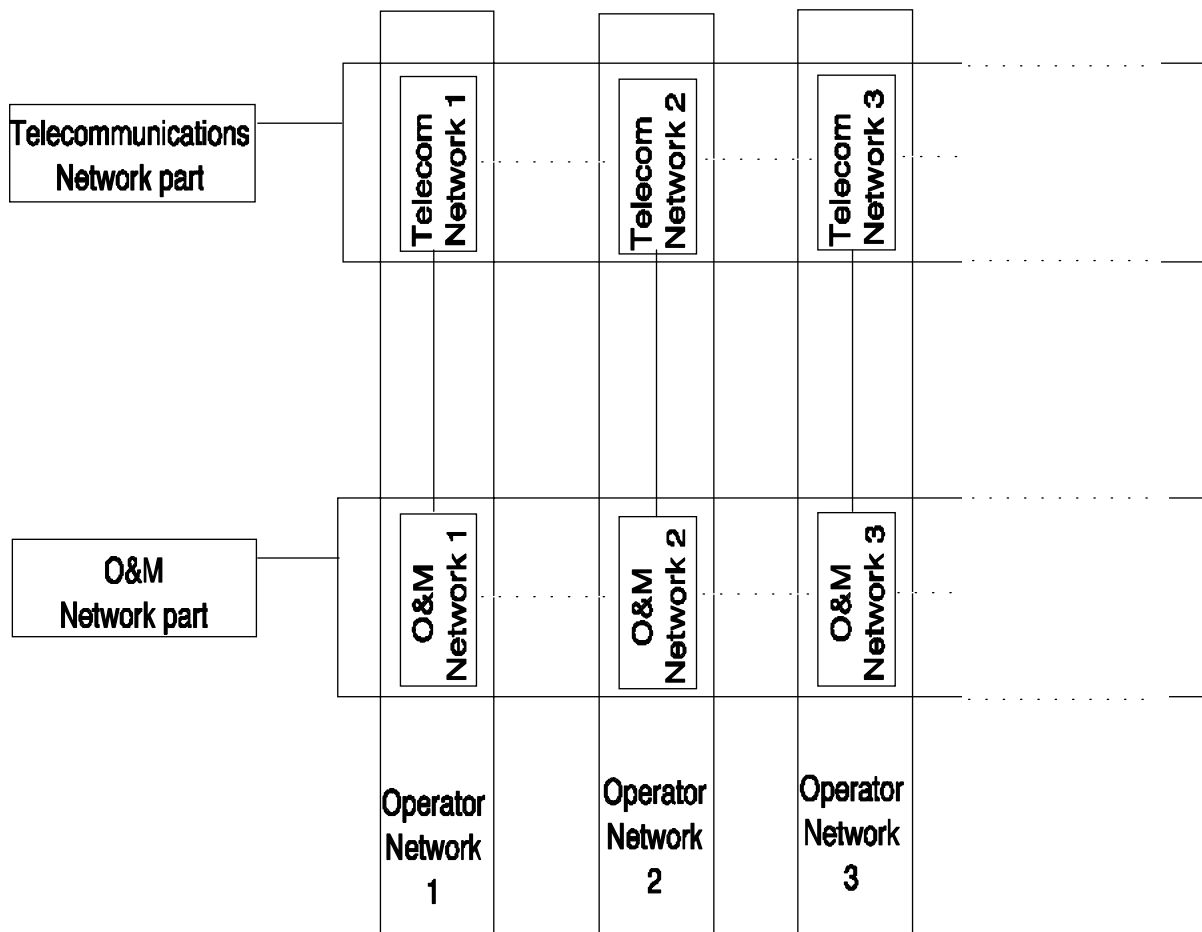 Telecommunications
Network part
Telecom
Network 1
Telecom
Network 2
Telecom
Network 3
O&M
Network part
O&M
Network 1
O&M
Network 2
O&M
Network 3
Operator
Network
1
Operator
Network
2
Operator
Network
3